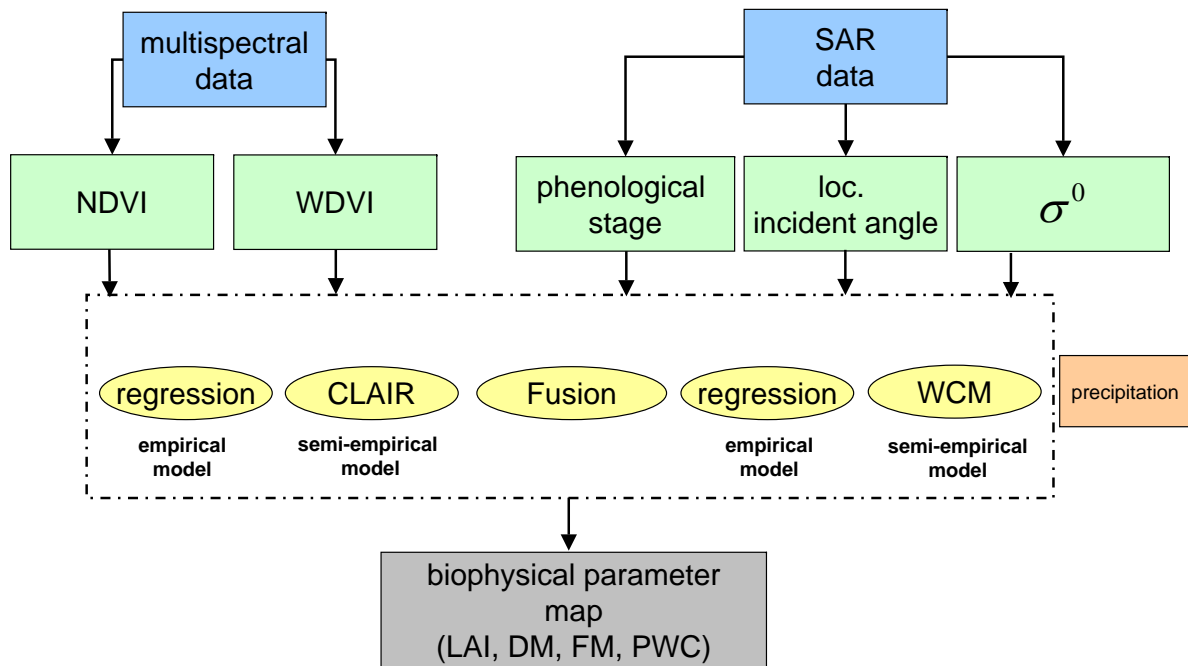 multispectral
data
SAR
data
NDVI
WDVI
phenological
stage
loc.
incident angle
σ⁰
regression
CLAIR
Fusion
regression
WCM
precipitation
empirical
model
semi-empirical
model
empirical
model
semi-empirical
model
biophysical parameter
map
(LAI, DM, FM, PWC)